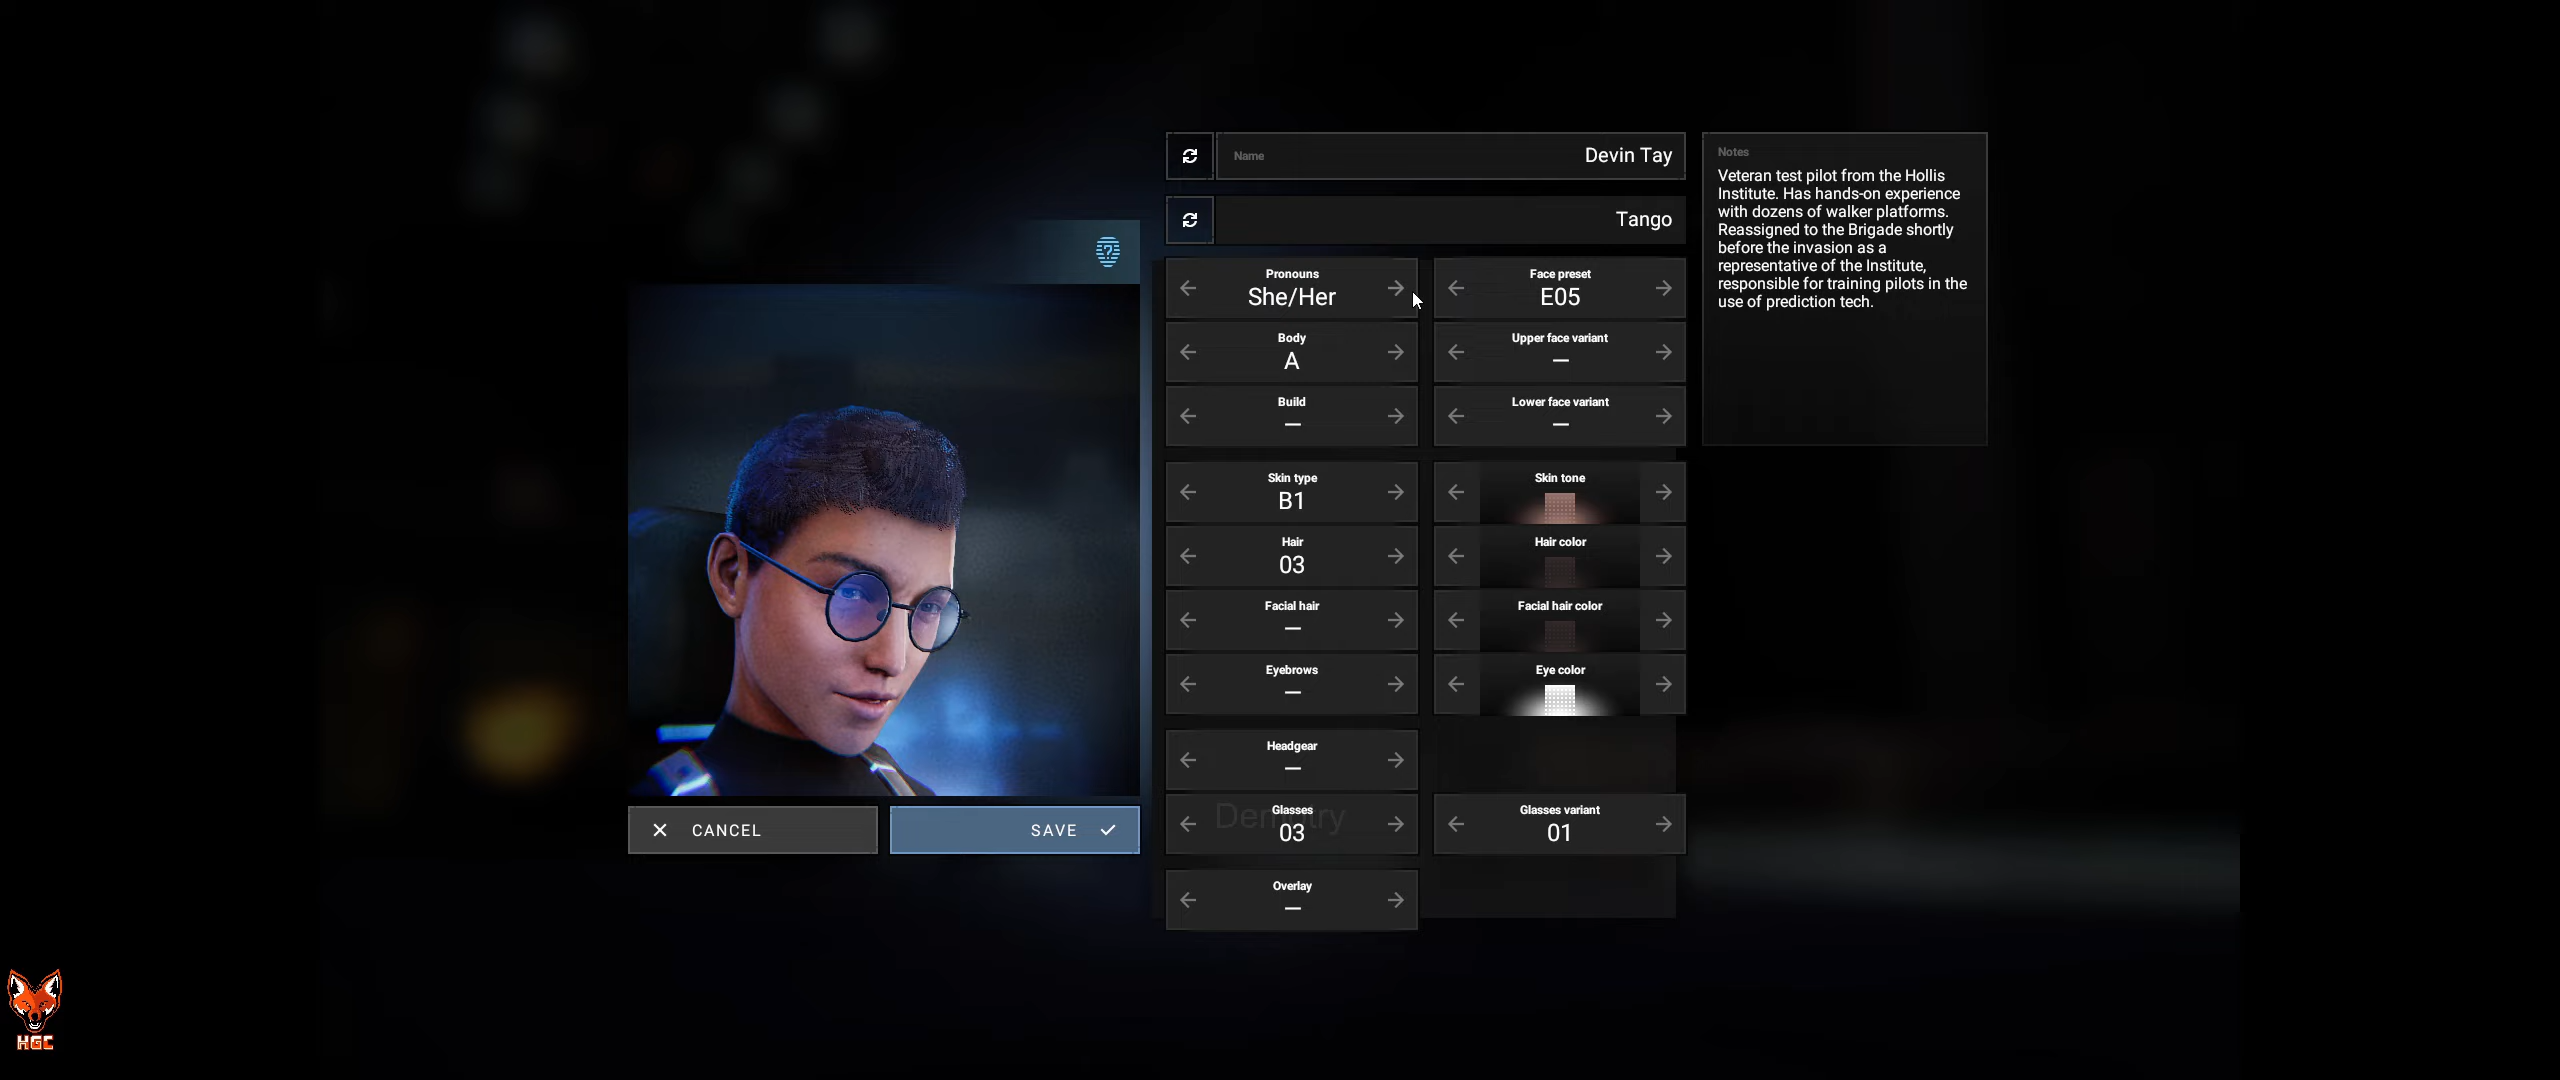 Name
Devin Tay
Tango
Pronouns
She/Her
Face preset
E05
Body
A
Upper face variant
—
Build
—
Lower face variant
—
Skin type
B1
Skin tone
Hair
03
Hair color
Facial hair
—
Facial hair color
Eyebrows
—
Eye color
Headgear
—
Glasses
03
Glasses variant
01
Overlay
—
Notes
Veteran test pilot from the Hollis
Institute. Has hands-on experience
with dozens of walker platforms.
Reassigned to the Brigade shortly
before the invasion as a
representative of the Institute,
responsible for training pilots in the
use of prediction tech.
CANCEL
SAVE
HGC